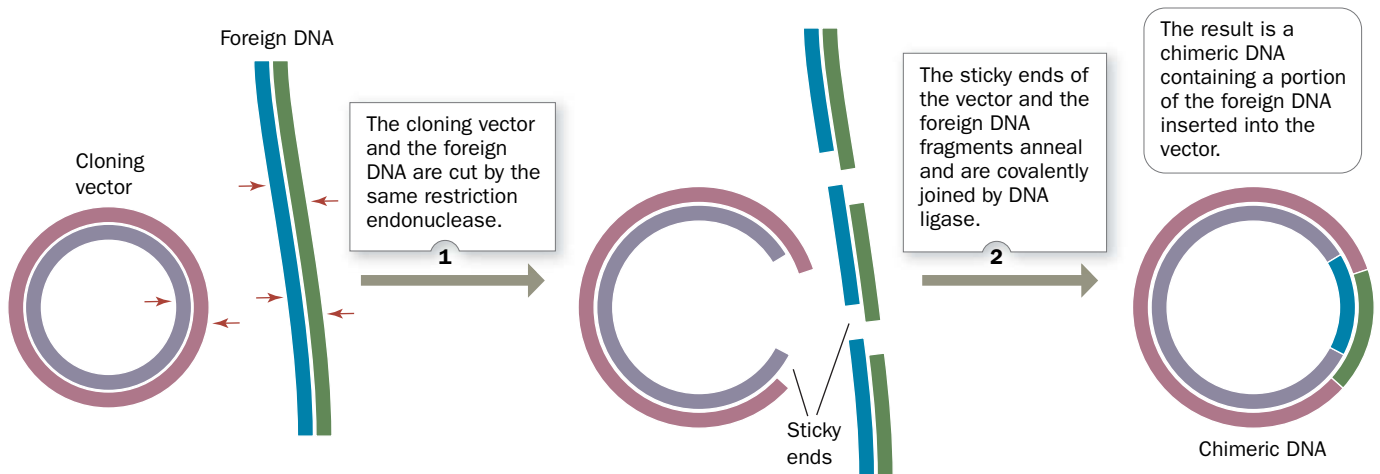 Foreign DNA
Cloning
vector
The cloning vector
and the foreign
DNA are cut by the
same restriction
endonuclease.
1
Sticky
ends
The sticky ends of
the vector and the
foreign DNA
fragments anneal
and are covalently
joined by DNA
ligase.
2
The result is a
chimeric DNA
containing a portion
of the foreign DNA
inserted into the
vector.
Chimeric DNA